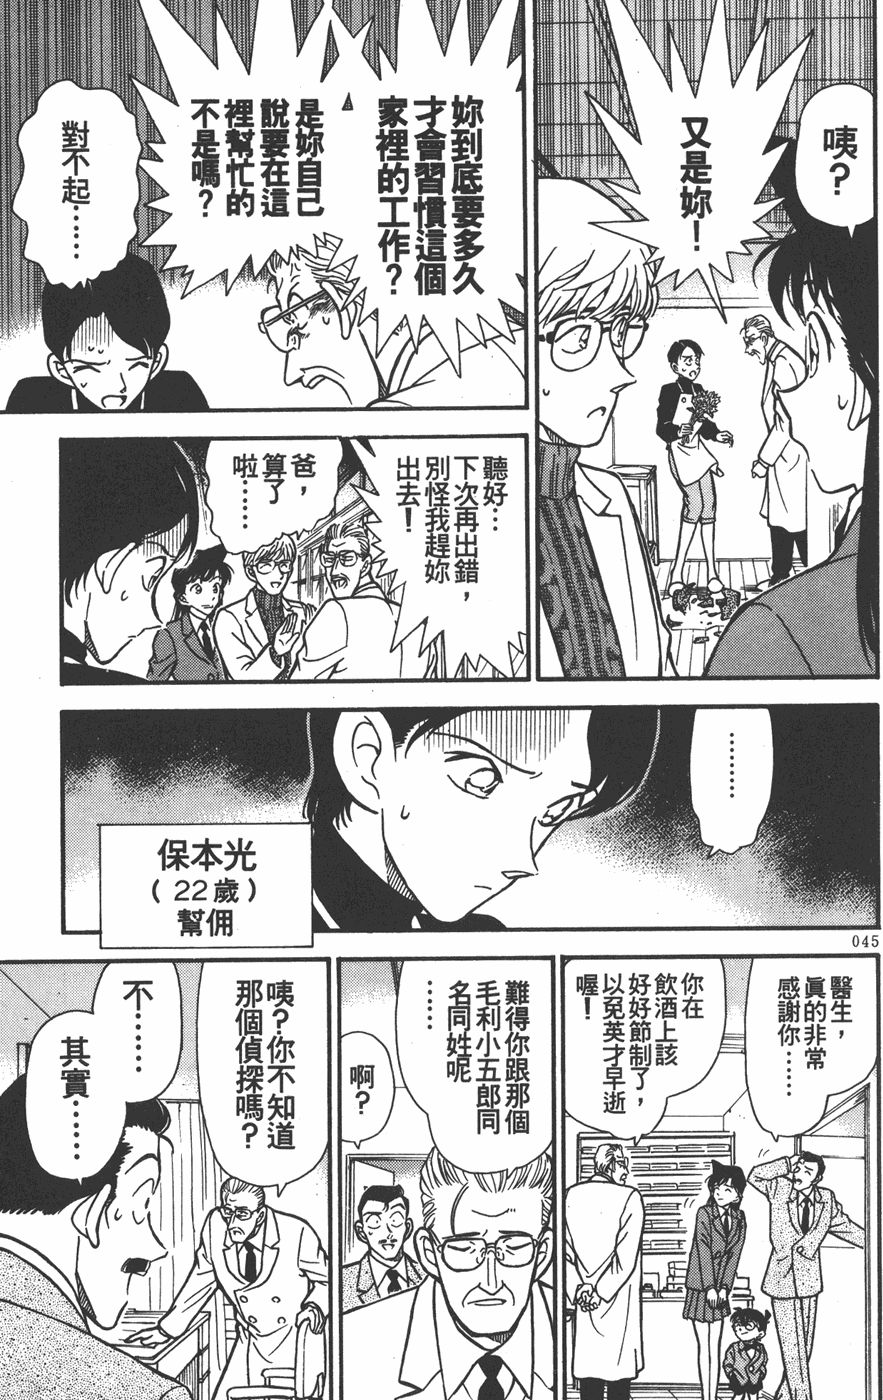 咦？
又是妳！
妳到底要多久
才會習慣這個
家裡的工作？
是妳自己
說要在這
裡幫忙的
不是嗎？
對不起……
聽好…
下次再出錯，
別怪我趕妳
出去！
爸，
算了
啦……
……
保本光
（22歲）
幫佣
045
醫生，
眞的非常
感謝你……
你在
飲酒上該
好好節制了，
以免英才早逝
喔！
難得你跟那個
毛利小五郎同
名同姓呢
……
啊？
咦？你不知道
那個偵探嗎？
不……
其實……